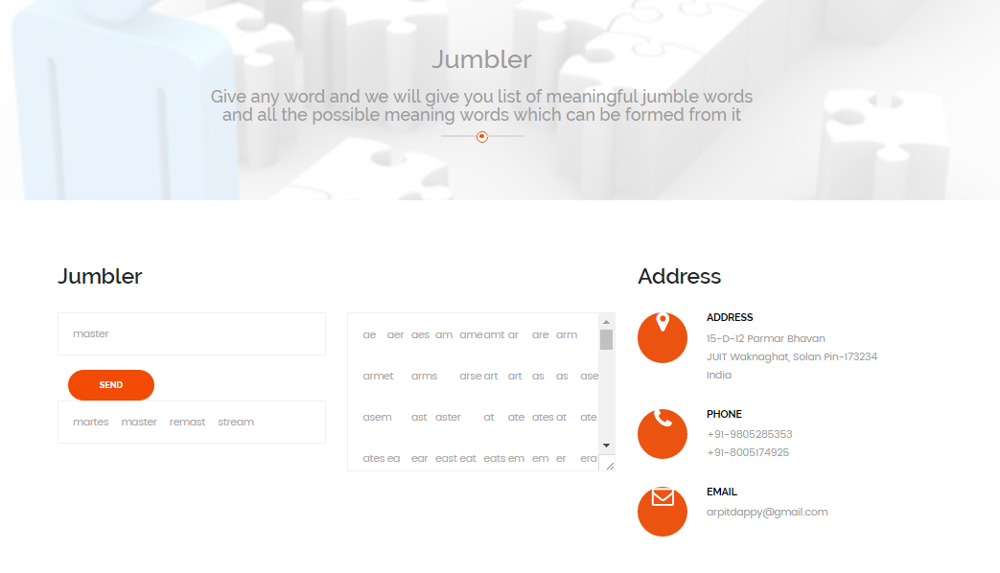 Jumbler
Give any word and we will give you list of meaningful jumble words
and all the possible meaning words which can be formed from it
Jumbler
master
SEND
martes master remast stream
ae aer aes am ame amt ar are arm
armet arms arse art art as as ase
asem ast aster at ate ates at ate
ates ea ear east eat eats em em er era
Address
ADDRESS
15-D-12 Parmar Bhavan
JUIT Waknaghat, Solan Pin-173234
India
PHONE
+91-9805285353
+91-8005174925
EMAIL
arpitdappy@gmail.com